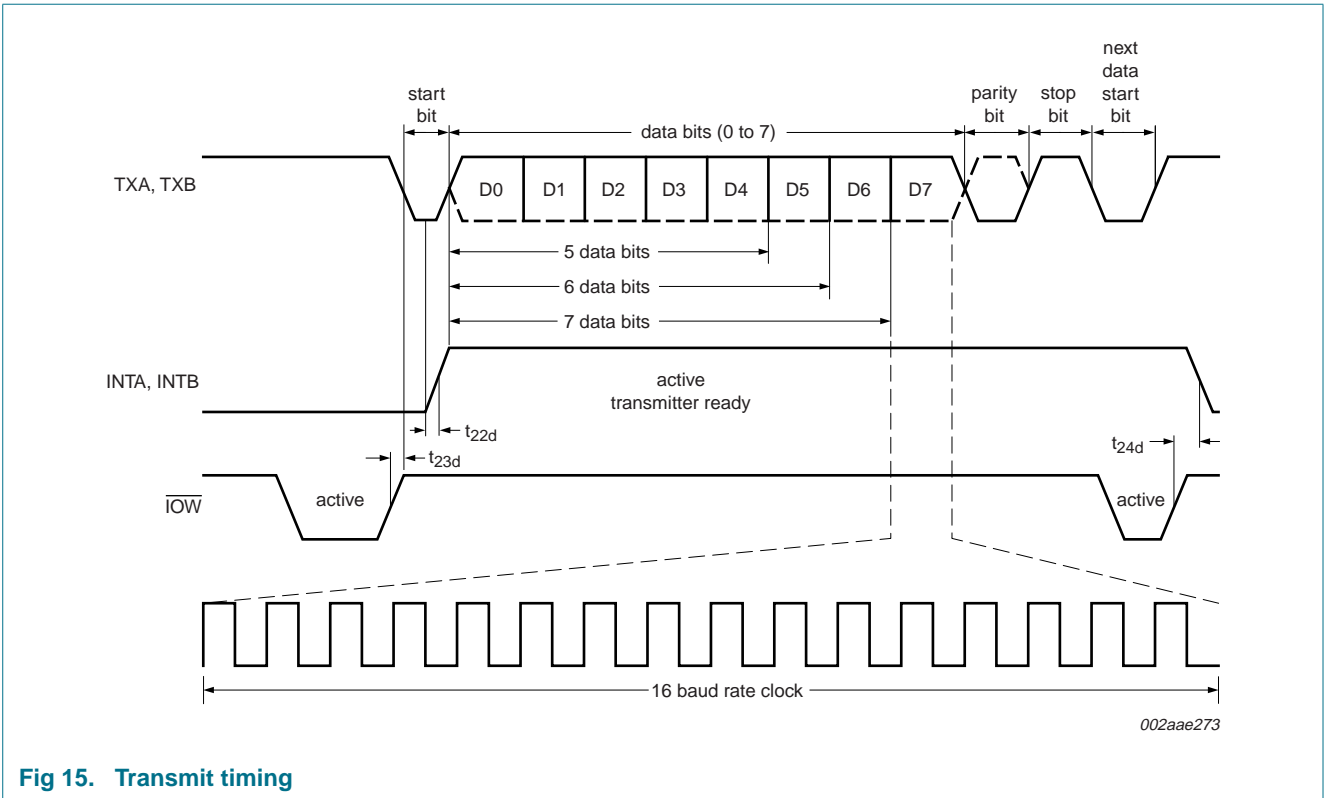 start
bit
data bits (0 to 7)
parity
bit
stop
bit
next
data
start
bit
TXA, TXB
D0 D1 D2 D3 D4 D5 D6 D7
5 data bits
6 data bits
7 data bits
INTA, INTB
active
transmitter ready
t22d
t23d
t24d
IOW
active
active
16 baud rate clock
002aae273
Fig 15. Transmit timing